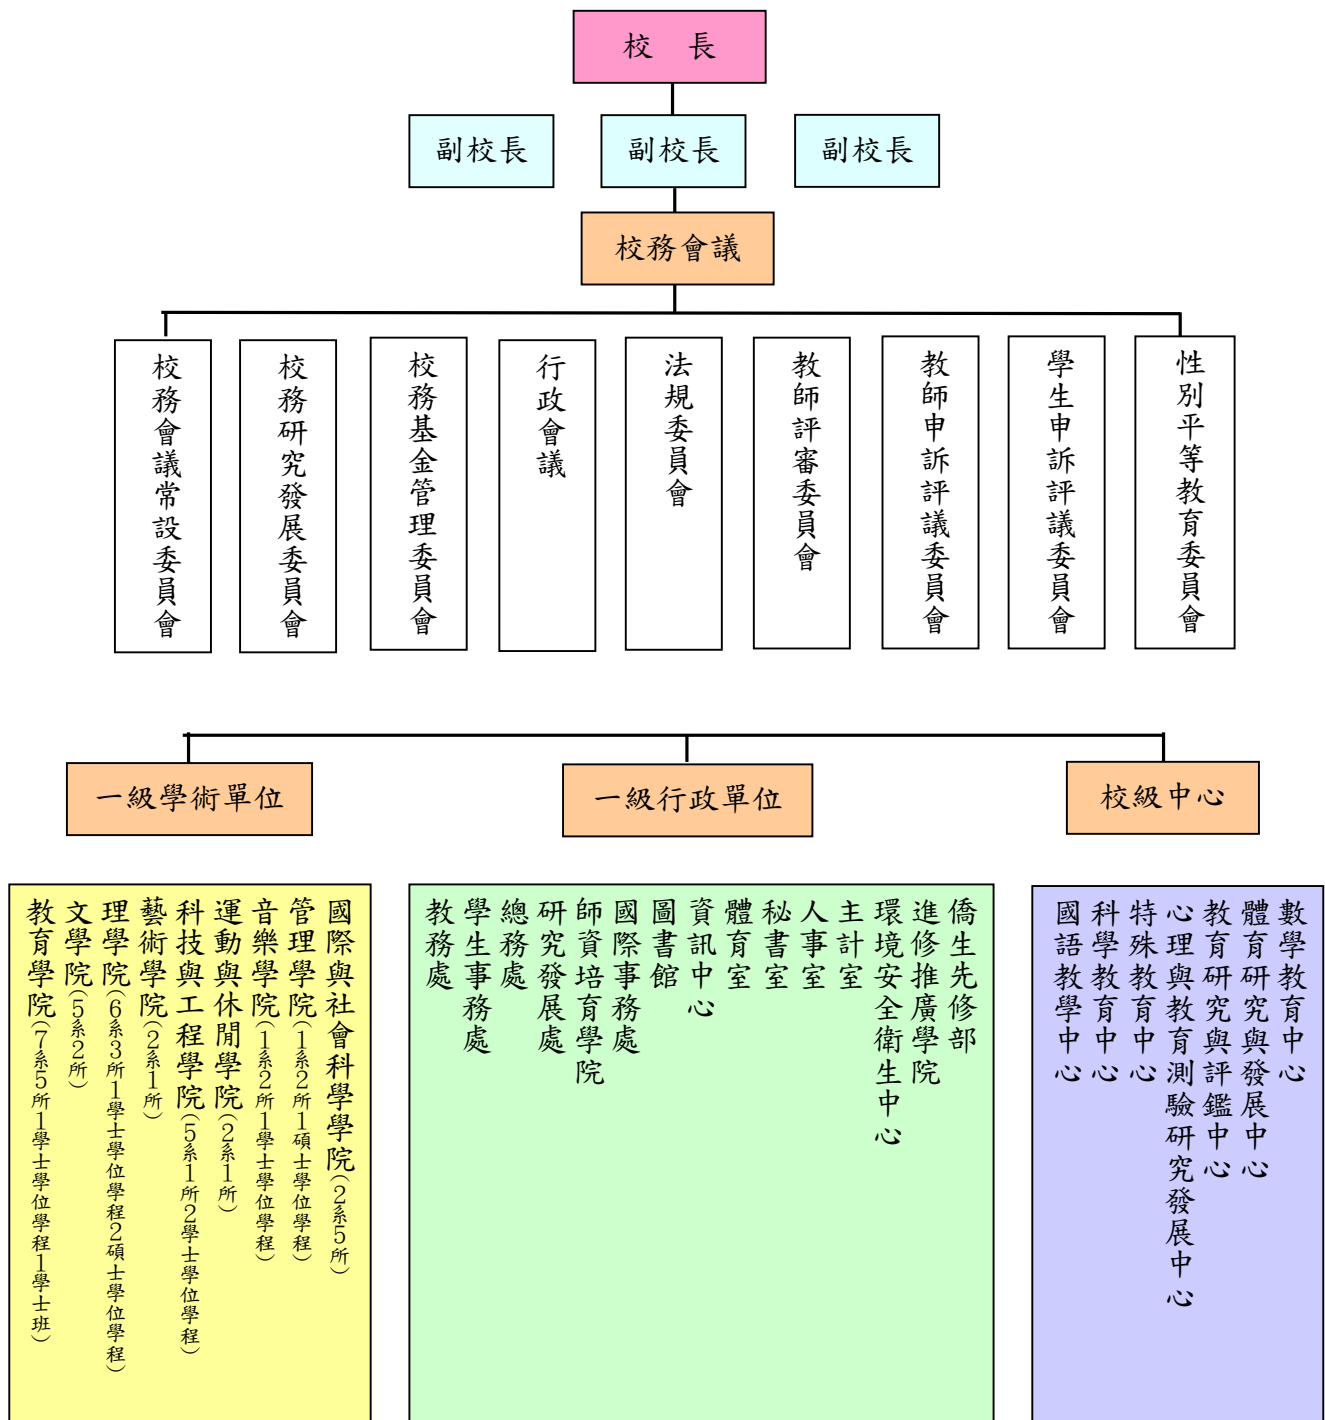 校 長
副校長
副校長
副校長
校務會議
校務會議常設委員會
校務研究發展委員會
校務基金管理委員會
行政會議
法規委員會
教師評審委員會
教師申訴評議委員會
學生申訴評議委員會
性別平等教育委員會
一級學術單位
一級行政單位
校級中心
教育學院(7系5所1學士學位學程1學士班)
文學院(5系2所)
理學院(6系3所1學士學位學程2碩士學位學程)
藝術學院(2系1所)
科技與工程學院(5系1所2學士學位學程)
運動與休閒學院(2系1所)
音樂學院(1系2所1學士學位學程)
管理學院(1系2所1碩士學位學程)
國際與社會科學學院(2系5所)
教務處
學生事務處
總務處
研究發展處
師資培育學院
國際事務處
圖書館
資訊中心
體育室
秘書室
人事室
主計室
環境安全衛生中心
進修推廣學院
僑生先修部
國語教學中心
科學教育中心
特殊教育中心
心理與教育測驗研究發展中心
教育研究與評鑑中心
體育研究與發展中心
數學教育中心